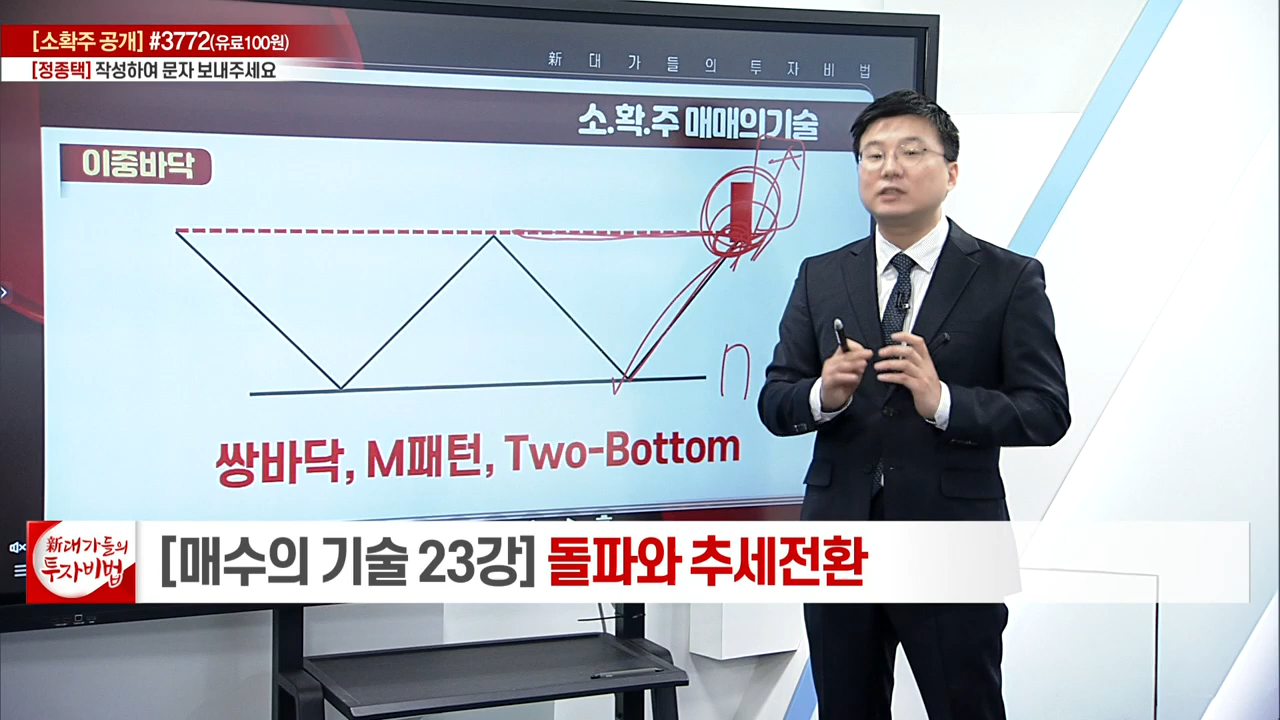 [소확주 공개] #3772(유료100원)
[정종택] 작성하여 문자 보내주세요
新 대 가 들 의 투 자 비 법
소.확.주 매매의기술
이중바닥
n
쌍바닥, M패턴, Two-Bottom
新대가들의
투자비법
[매수의 기술 23강] 돌파와 추세전환